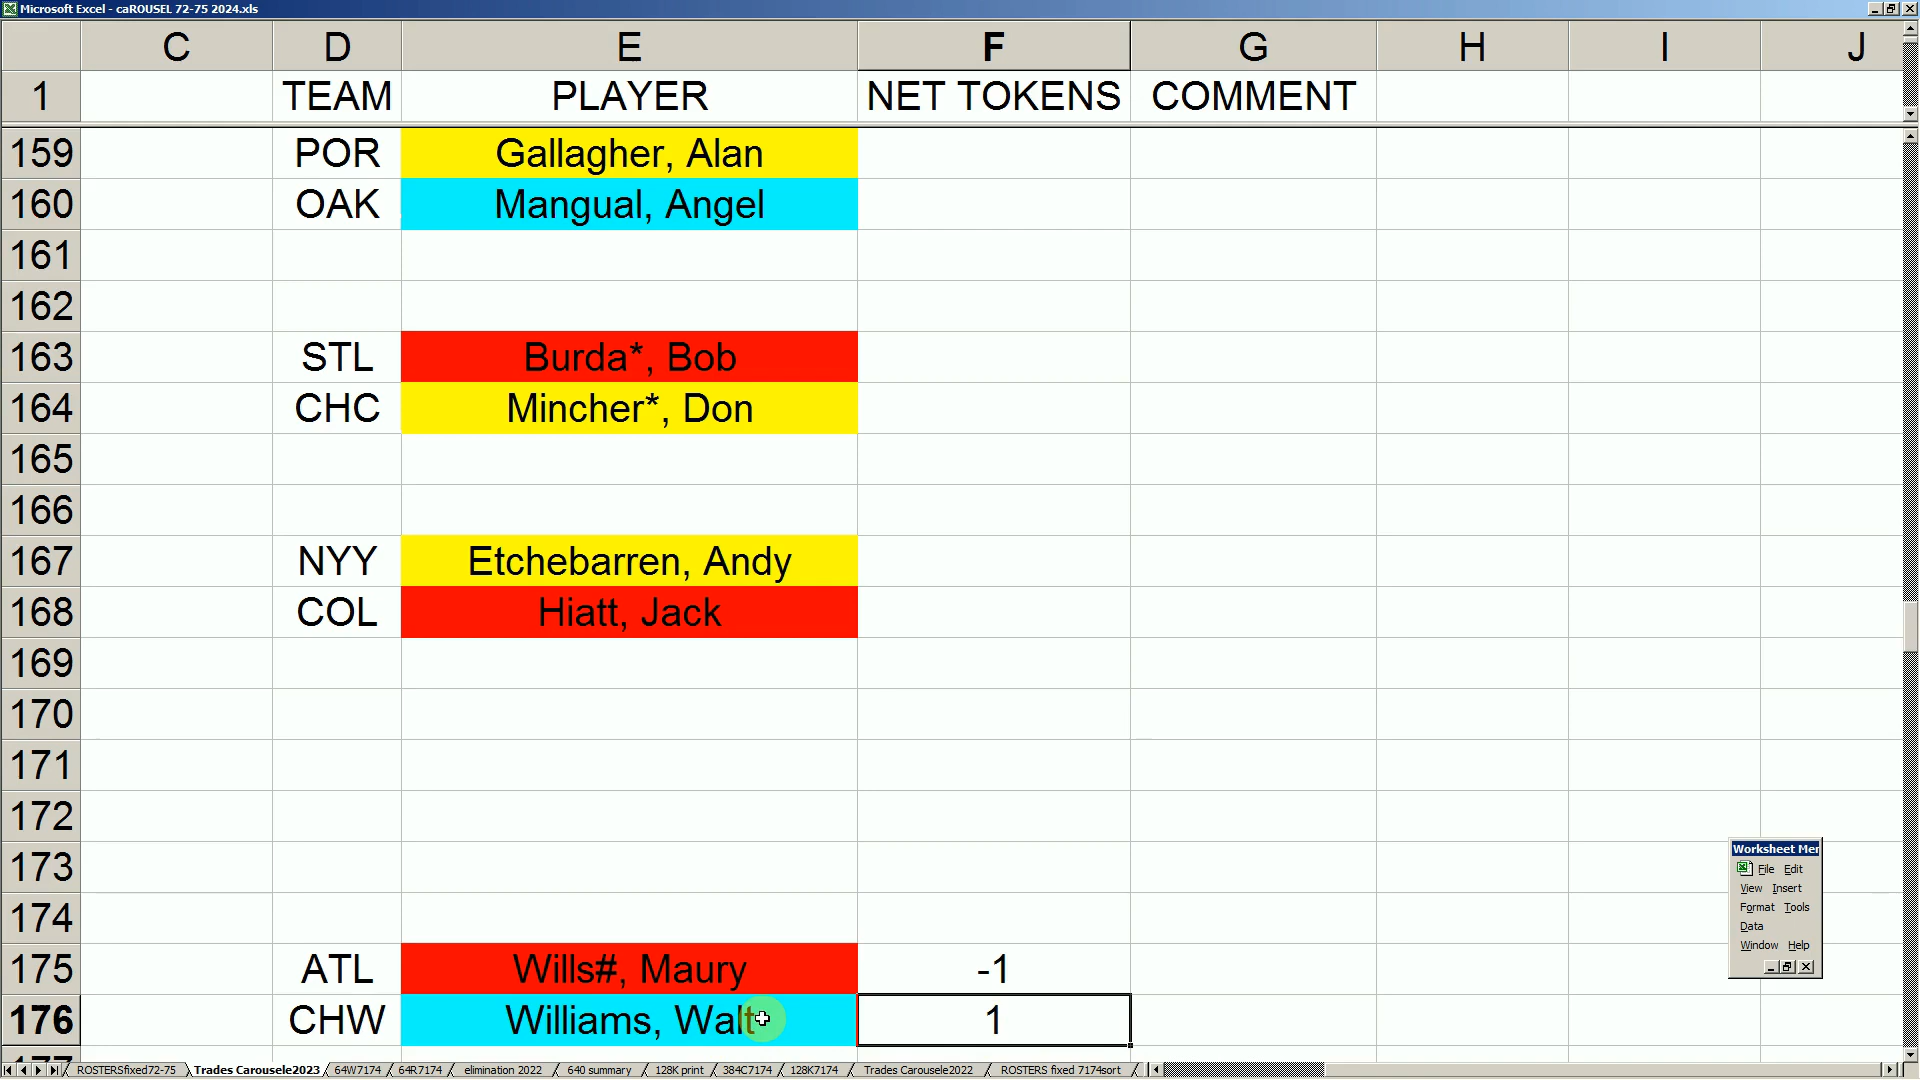 Microsoft Excel - caROUSEL 72-75 2024.xls
C D E F G H I J
1 TEAM PLAYER NET TOKENS COMMENT
159 POR Gallagher, Alan
160 OAK Mangual, Angel
161
162
163 STL Burda*, Bob
164 CHC Mincher*, Don
165
166
167 NYY Etchebarren, Andy
168 COL Hiatt, Jack
169
170
171
172
173
174
175 ATL Wills#, Maury -1
176 CHW Williams, Walt 1
Worksheet Mer
File Edit
View Insert
Format Tools
Data
Window Help
ROSTERSfixed72-75 Trades Carousele2023 64W7174 64R7174 elimination 2022 640 summary 128K print 384C7174 128K7174 Trades Carousele2022 ROSTERS fixed 7174sort